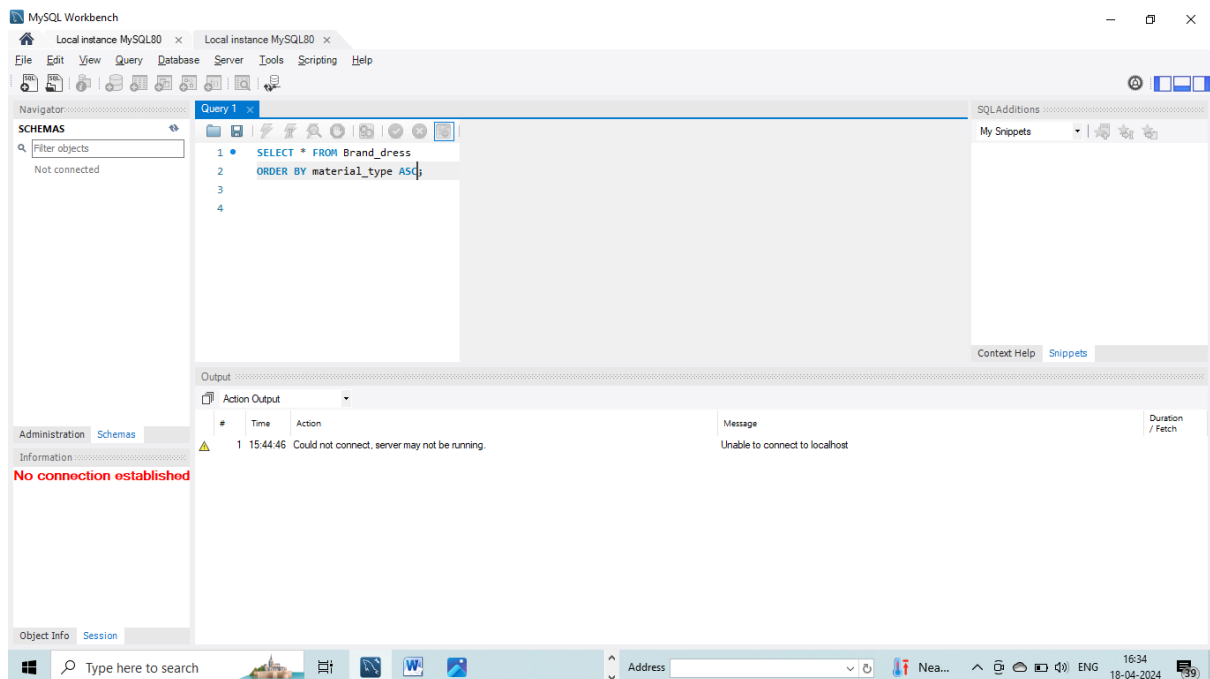 MySQL Workbench
Local instance MySQL80 × Local instance MySQL80 ×
File Edit View Query Database Server Tools Scripting Help
Navigator
SCHEMAS
Filter objects
Not connected
Administration Schemas
Information
No connection established
Object Info Session
Query 1 ×
1 SELECT * FROM Brand_dress
2 ORDER BY material_type ASC;
3
4
SQLAdditions
My Snippets
Context Help Snippets
Output
Action Output
# Time Action Message Duration / Fetch
1 15:44:46 Could not connect, server may not be running. Unable to connect to localhost
Type here to search
Address
Nea...
ENG
16:34
18-04-2024
39